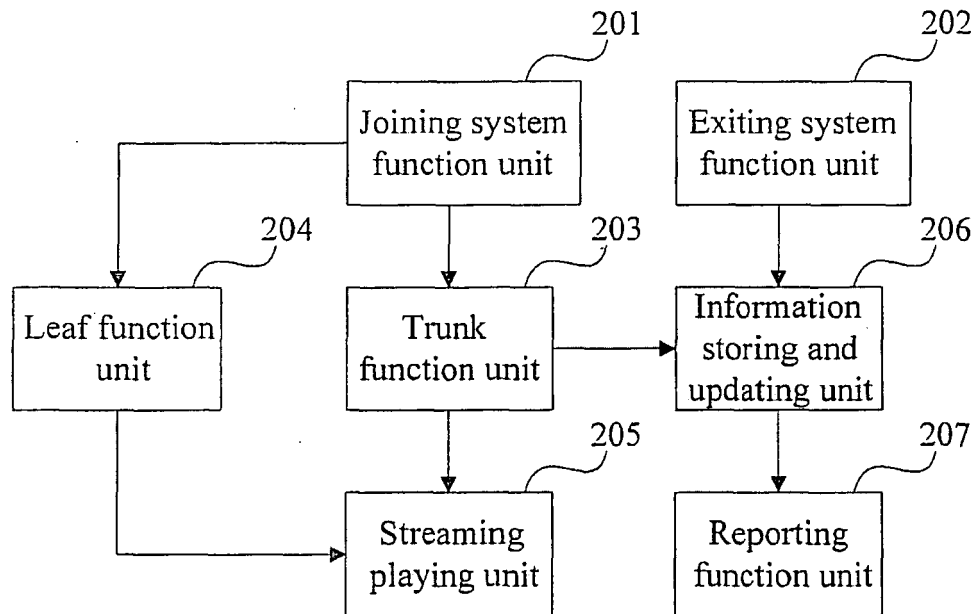 201
202
Joining system
function unit
Exiting system
function unit
204
203
206
Leaf function
unit
Trunk
function unit
Information
storing and
updating unit
205
207
Streaming
playing unit
Reporting
function unit